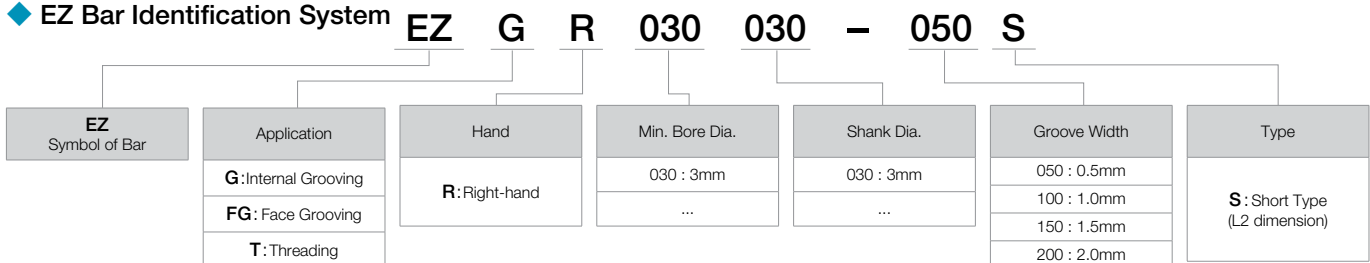 ◆ EZ Bar Identification System
EZ G R 030 030 – 050 S
EZ
Symbol of Bar
Application
G:Internal Grooving
FG: Face Grooving
T:Threading
Hand
R:Right-hand
Min. Bore Dia.
030 : 3mm
...
Shank Dia.
030 : 3mm
...
Groove Width
050 : 0.5mm
100 : 1.0mm
150 : 1.5mm
200 : 2.0mm
Type
S: Short Type
(L2 dimension)